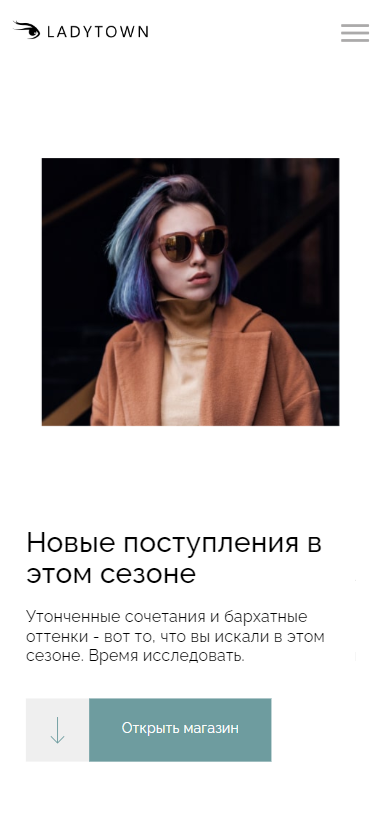 LADYTOWN
Новые поступления в
этом сезоне
Утонченные сочетания и бархатные
оттенки - вот то, что вы искали в этом
сезоне. Время исследовать.
Открыть магазин